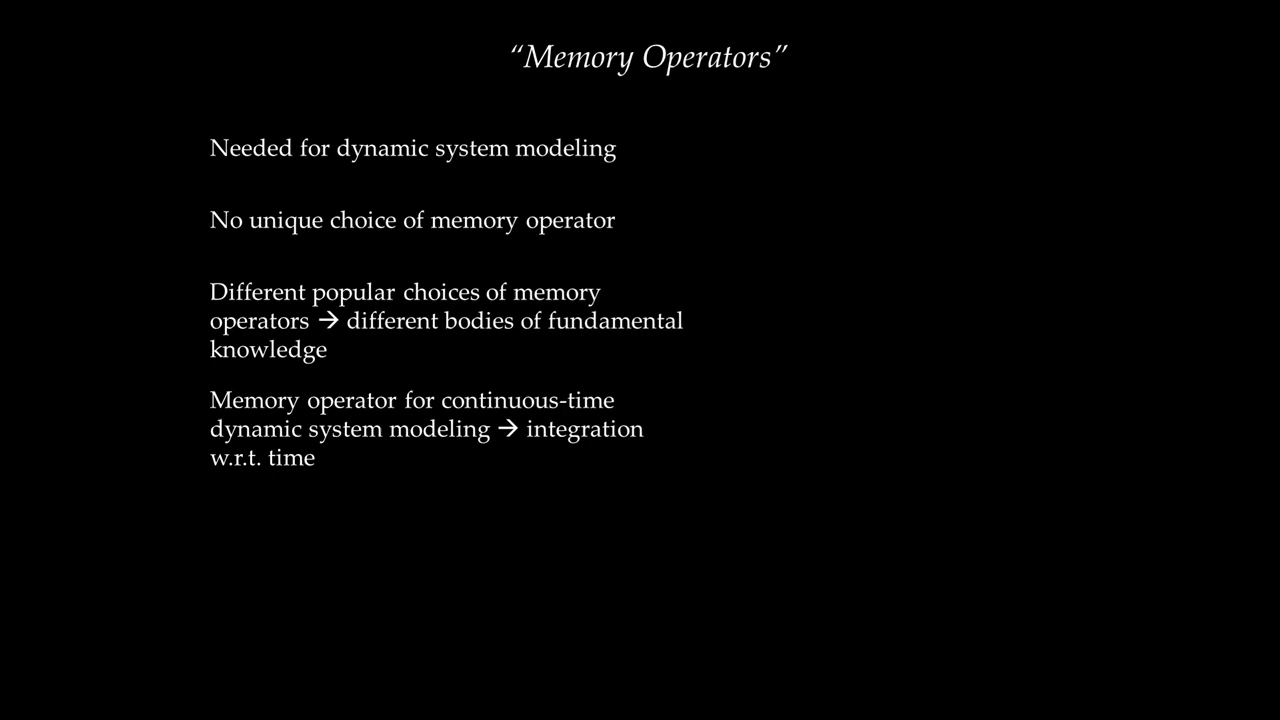 “Memory Operators”
Needed for dynamic system modeling
No unique choice of memory operator
Different popular choices of memory
operators → different bodies of fundamental
knowledge
Memory operator for continuous-time
dynamic system modeling → integration
w.r.t. time